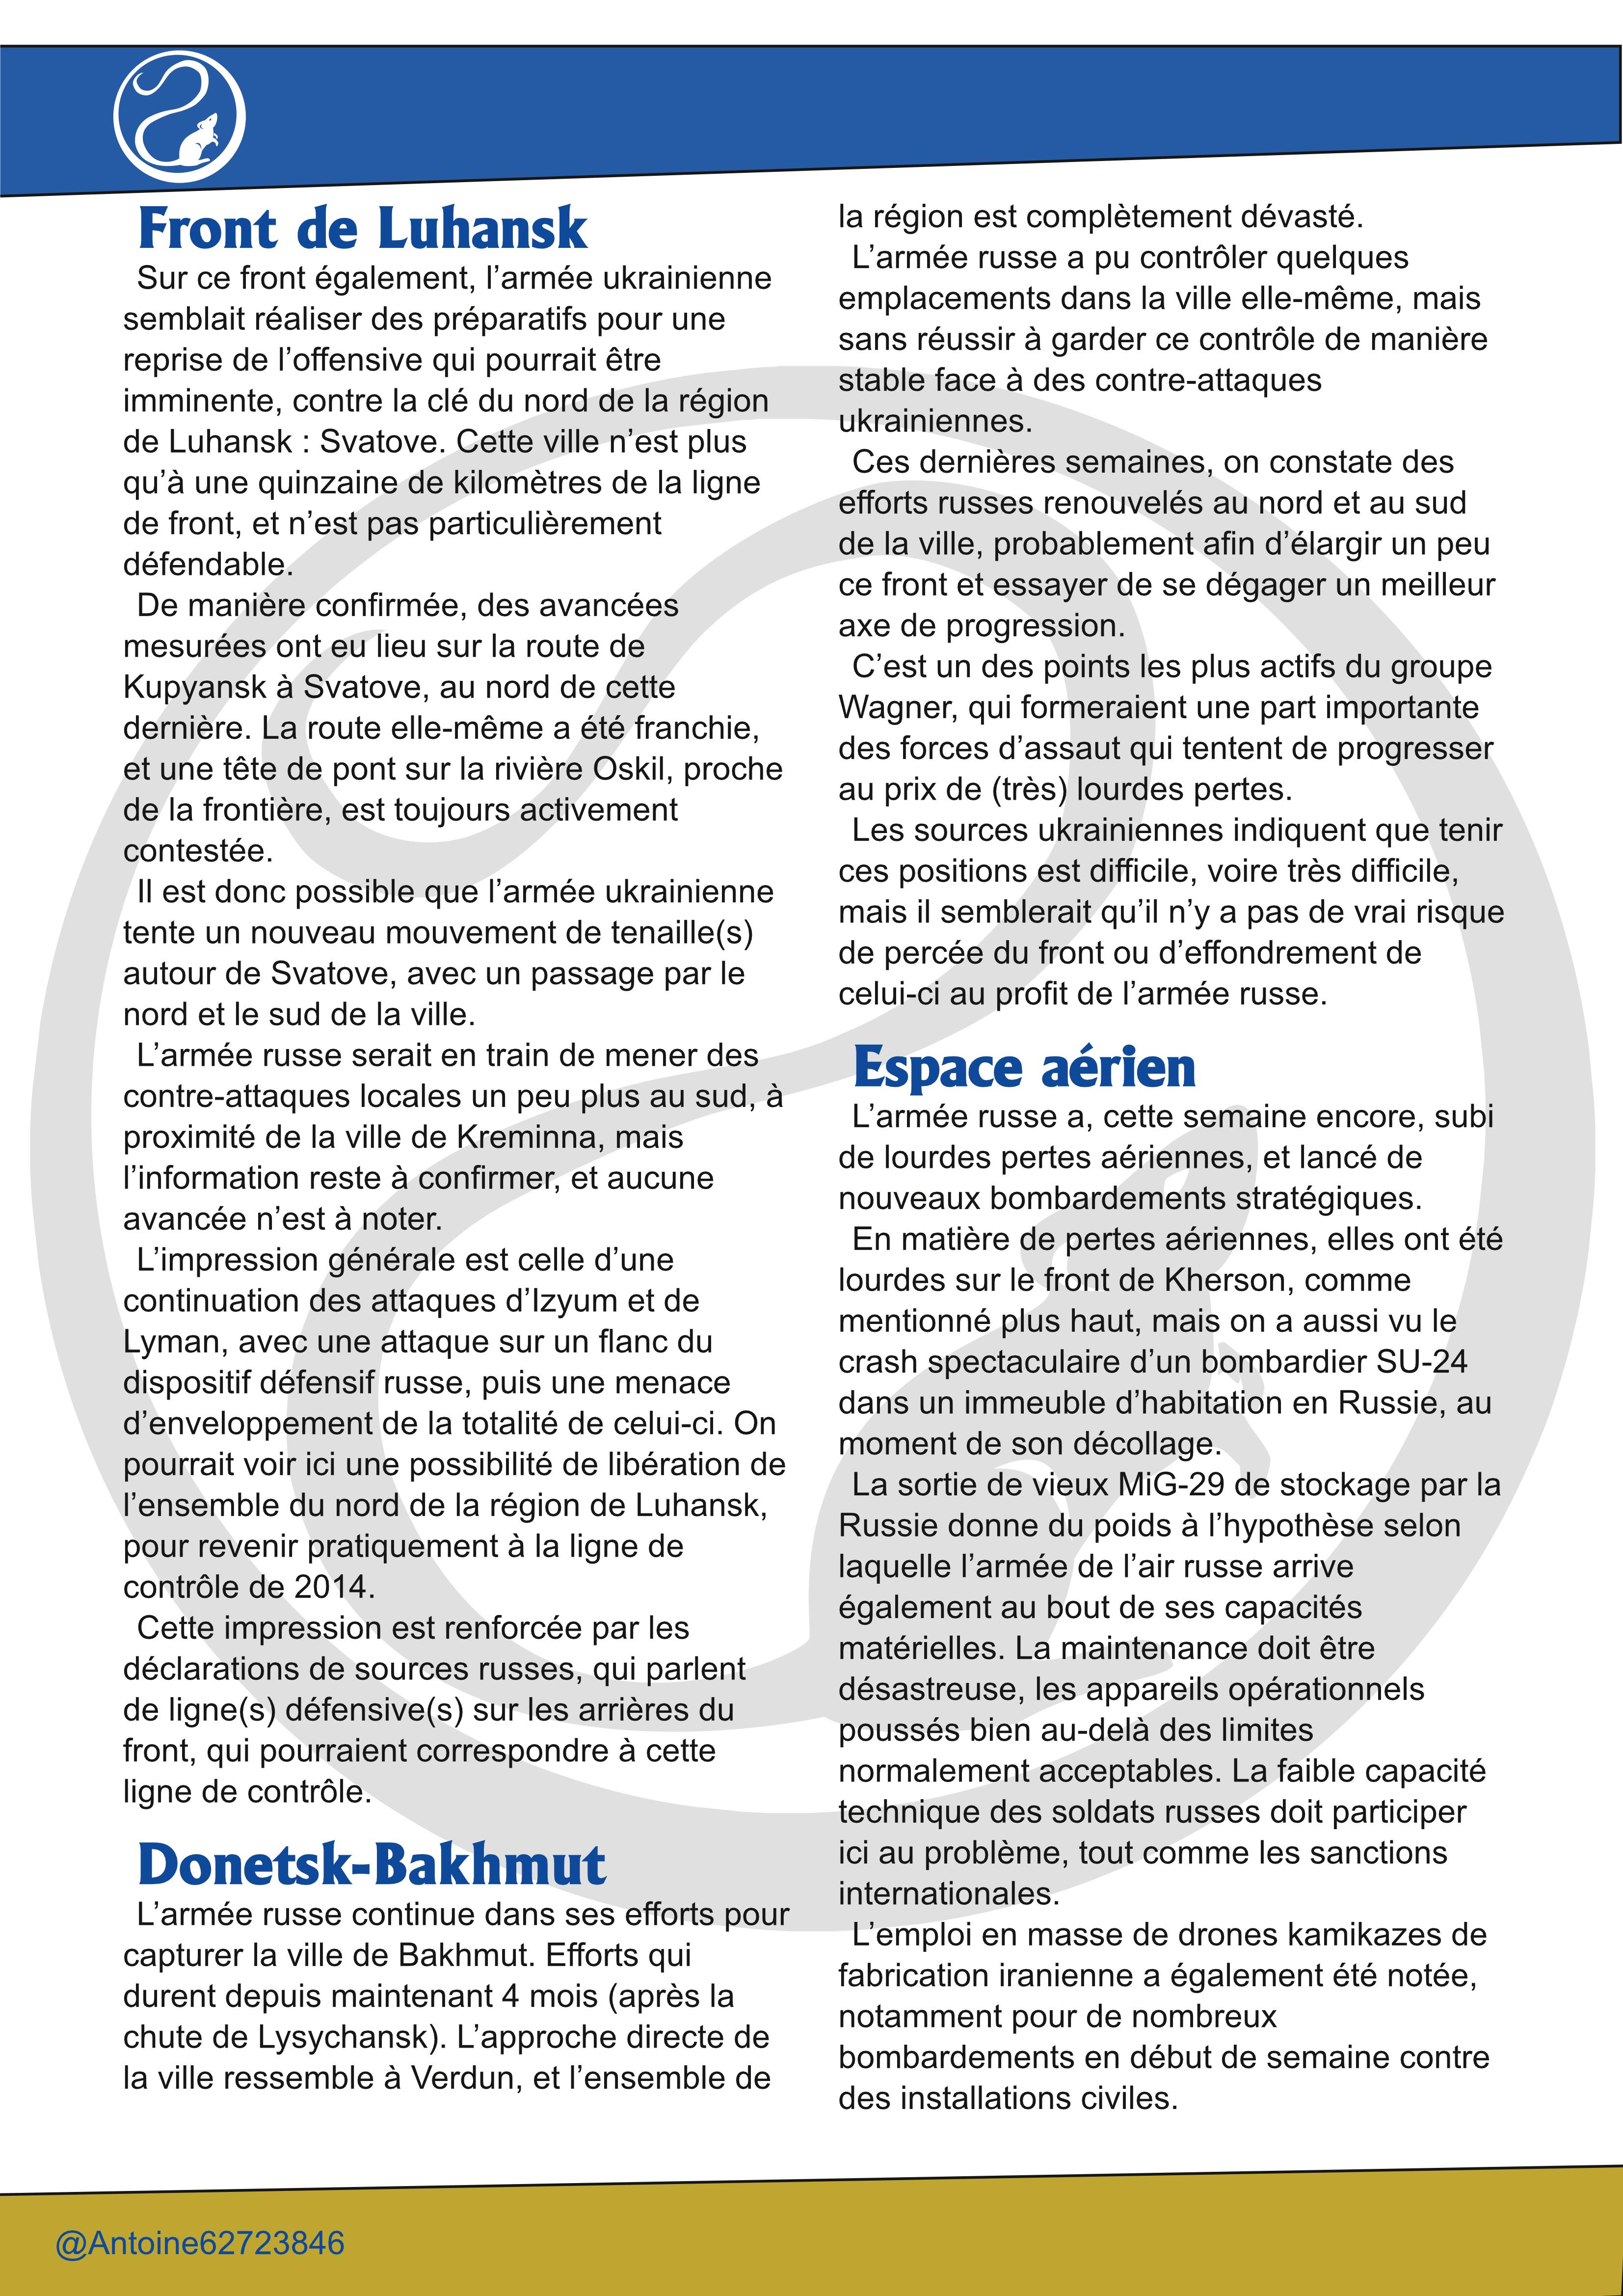 Front de Luhansk
Sur ce front également, l’armée ukrainienne
semblait réaliser des préparatifs pour une
reprise de l’offensive qui pourrait être
imminente, contre la clé du nord de la région
de Luhansk : Svatove. Cette ville n’est plus
qu’à une quinzaine de kilomètres de la ligne
de front, et n’est pas particulièrement
défendable.
De manière confirmée, des avancées
mesurées ont eu lieu sur la route de
Kupyansk à Svatove, au nord de cette
dernière. La route elle-même a été franchie,
et une tête de pont sur la rivière Oskil, proche
de la frontière, est toujours activement
contestée.
Il est donc possible que l’armée ukrainienne
tente un nouveau mouvement de tenaille(s)
autour de Svatove, avec un passage par le
nord et le sud de la ville.
L’armée russe serait en train de mener des
contre-attaques locales un peu plus au sud, à
proximité de la ville de Kreminna, mais
l’information reste à confirmer, et aucune
avancée n’est à noter.
L’impression générale est celle d’une
continuation des attaques d’Izyum et de
Lyman, avec une attaque sur un flanc du
dispositif défensif russe, puis une menace
d’enveloppement de la totalité de celui-ci. On
pourrait voir ici une possibilité de libération de
l’ensemble du nord de la région de Luhansk,
pour revenir pratiquement à la ligne de
contrôle de 2014.
Cette impression est renforcée par les
déclarations de sources russes, qui parlent
de ligne(s) défensive(s) sur les arrières du
front, qui pourraient correspondre à cette
ligne de contrôle.
Donetsk-Bakhmut
L’armée russe continue dans ses efforts pour
capturer la ville de Bakhmut. Efforts qui
durent depuis maintenant 4 mois (après la
chute de Lysychansk). L’approche directe de
la ville ressemble à Verdun, et l’ensemble de
la région est complètement dévasté.
L’armée russe a pu contrôler quelques
emplacements dans la ville elle-même, mais
sans réussir à garder ce contrôle de manière
stable face à des contre-attaques
ukrainiennes.
Ces dernières semaines, on constate des
efforts russes renouvelés au nord et au sud
de la ville, probablement afin d’élargir un peu
ce front et essayer de se dégager un meilleur
axe de progression.
C’est un des points les plus actifs du groupe
Wagner, qui formeraient une part importante
des forces d’assaut qui tentent de progresser
au prix de (très) lourdes pertes.
Les sources ukrainiennes indiquent que tenir
ces positions est difficile, voire très difficile,
mais il semblerait qu’il n’y a pas de vrai risque
de percée du front ou d’effondrement de
celui-ci au profit de l’armée russe.
Espace aérien
L’armée russe a, cette semaine encore, subi
de lourdes pertes aériennes, et lancé de
nouveaux bombardements stratégiques.
En matière de pertes aériennes, elles ont été
lourdes sur le front de Kherson, comme
mentionné plus haut, mais on a aussi vu le
crash spectaculaire d’un bombardier SU-24
dans un immeuble d’habitation en Russie, au
moment de son décollage.
La sortie de vieux MiG-29 de stockage par la
Russie donne du poids à l’hypothèse selon
laquelle l’armée de l’air russe arrive
également au bout de ses capacités
matérielles. La maintenance doit être
désastreuse, les appareils opérationnels
poussés bien au-delà des limites
normalement acceptables. La faible capacité
technique des soldats russes doit participer
ici au problème, tout comme les sanctions
internationales.
L’emploi en masse de drones kamikazes de
fabrication iranienne a également été notée,
notamment pour de nombreux
bombardements en début de semaine contre
des installations civiles.
@Antoine62723846